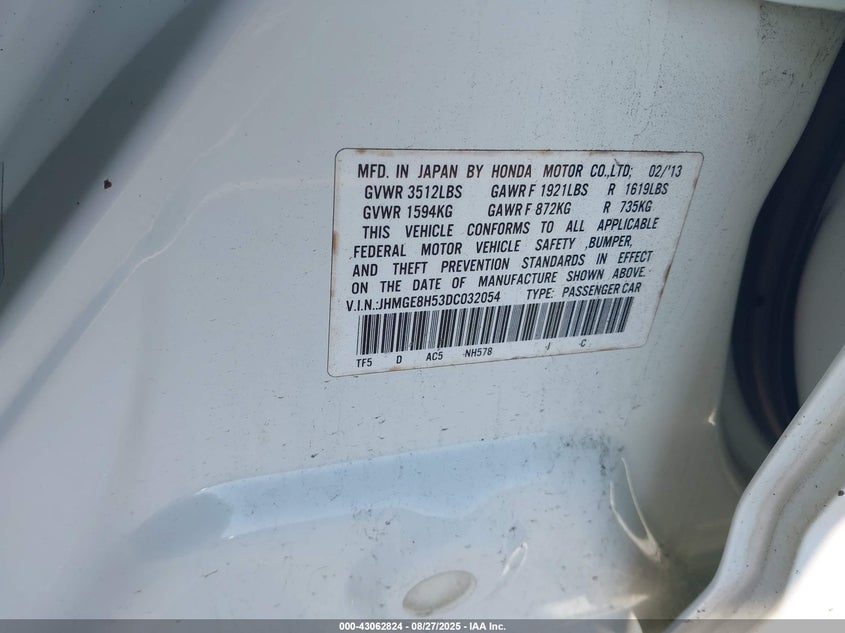 MFD. IN JAPAN BY HONDA MOTOR CO.,LTD; 02/'13
GVWR 3512LBS GAWR F 1921LBS R 1619LBS
GVWR 1594KG GAWR F 872KG R 735KG
THIS VEHICLE CONFORMS TO ALL APPLICABLE
FEDERAL MOTOR VEHICLE SAFETY ,BUMPER,
AND THEFT PREVENTION STANDARDS IN EFFECT
ON THE DATE OF MANUFACTURE SHOWN ABOVE.
V.I.N.:JHMGE8H53DC032054 TYPE: PASSENGER CAR
TF5 D AC5 -NH578 -I -C
000-43062824 | 08/27/2025 | IAA Inc.